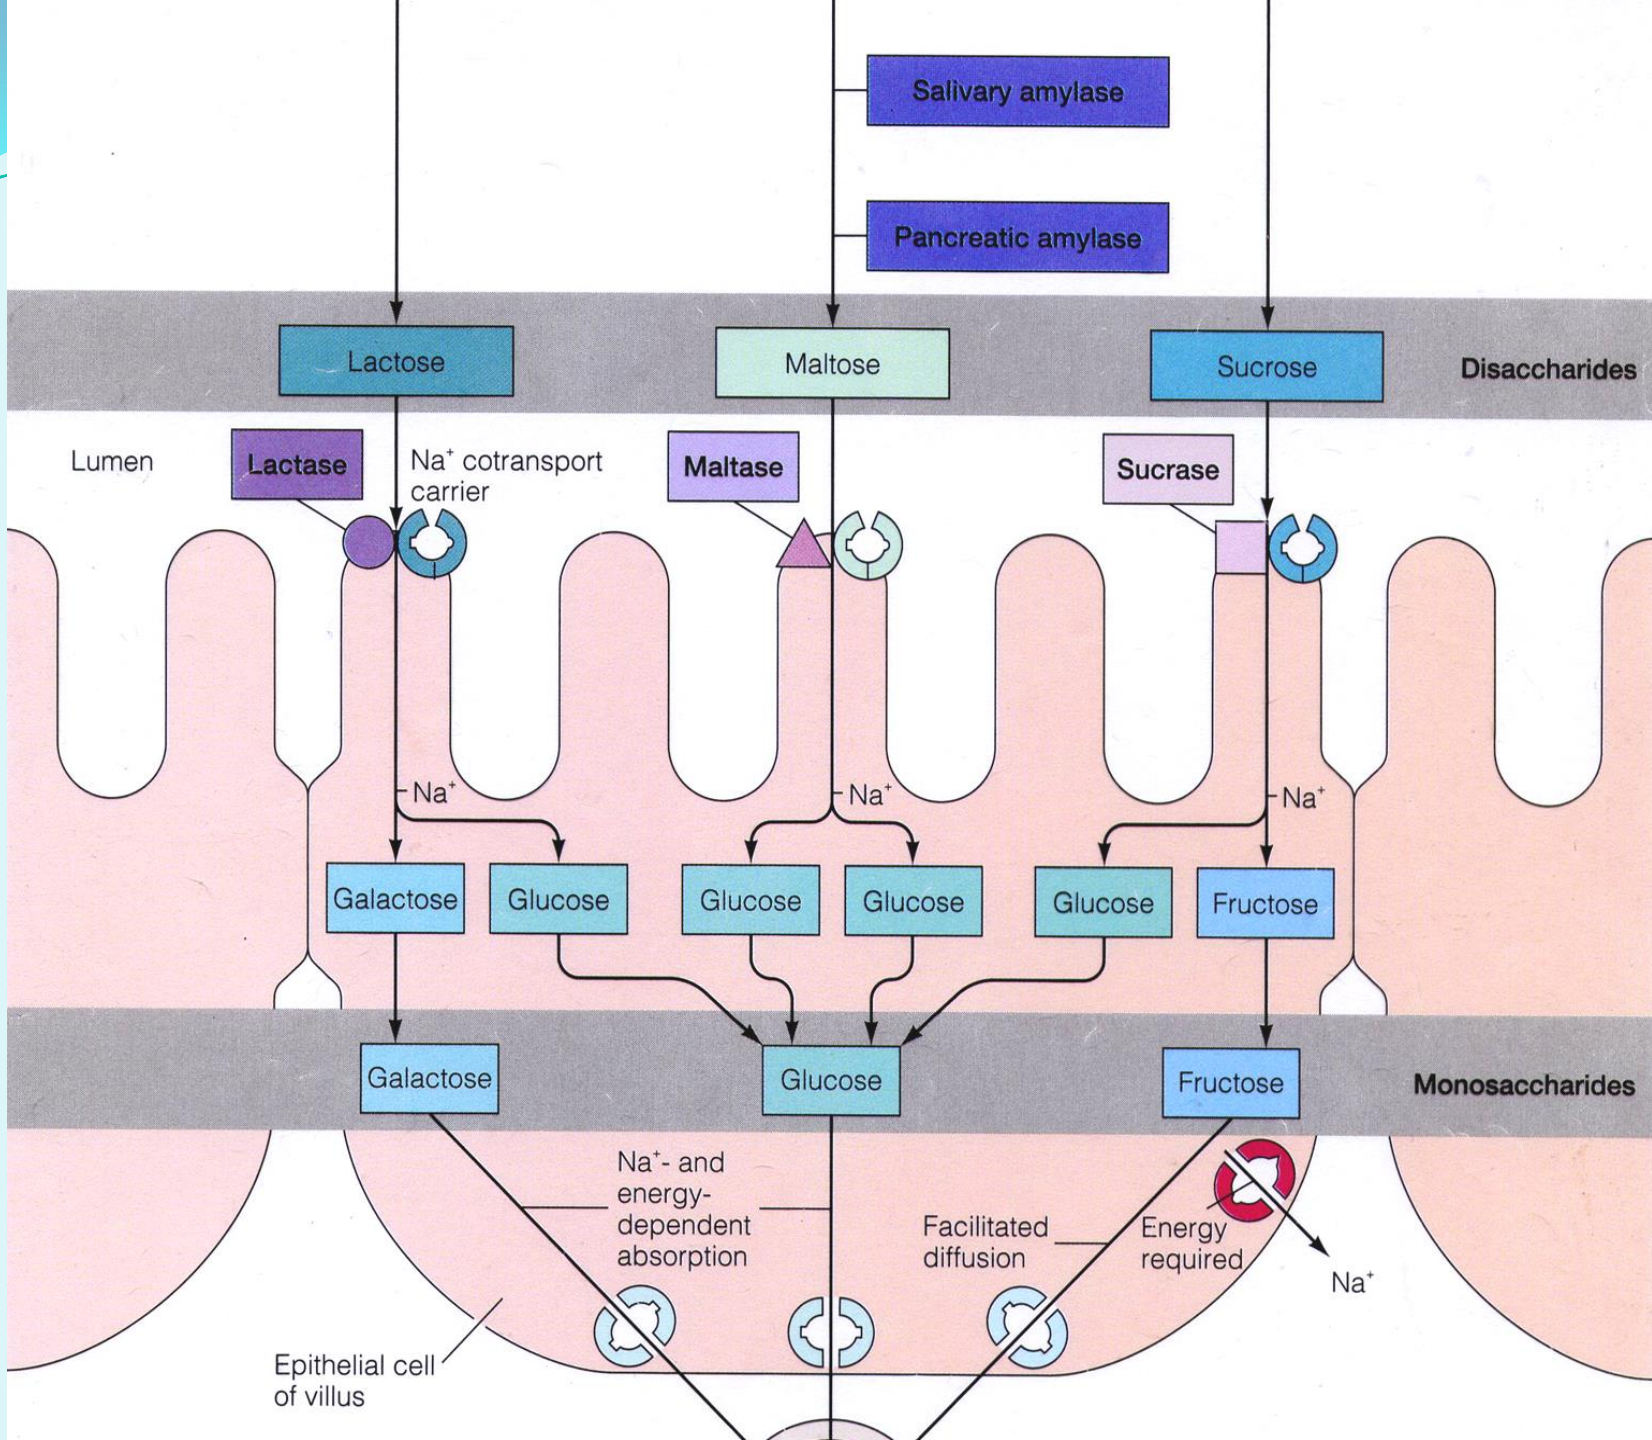 Salivary amylase
Pancreatic amylase
Lactose
Maltose
Sucrose
Disaccharides
Lumen
Lactase
Na⁺ cotransport
carrier
Maltase
Sucrase
Na⁺
Na⁺
Na⁺
Galactose
Glucose
Glucose
Glucose
Glucose
Fructose
Galactose
Glucose
Fructose
Monosaccharides
Na⁺- and
energy-
dependent
absorption
Facilitated
diffusion
Energy
required
Na⁺
Epithelial cell
of villus